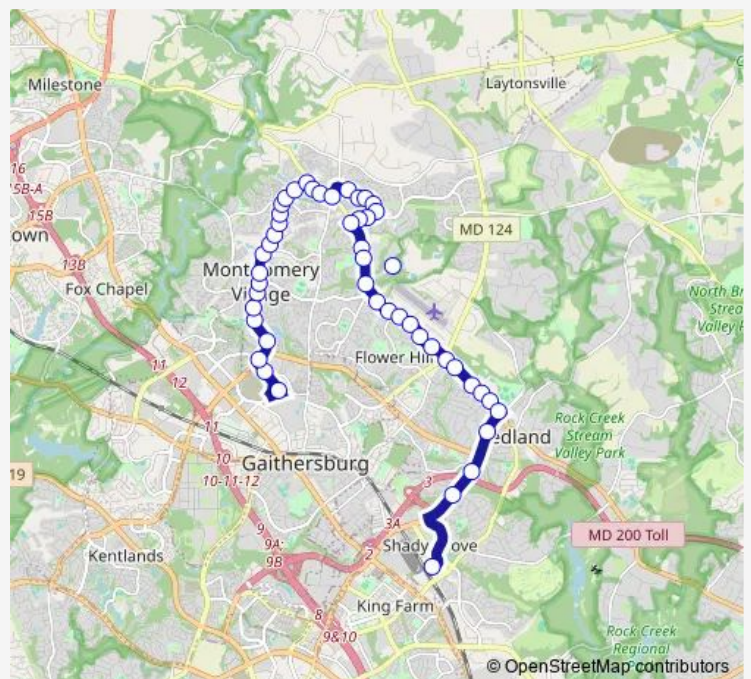 Milestone
Laytonsville
16
15B-A
15B
own
MD 124
13B
Fox Chapel
Montgomery
Village
North Br
Strea
Valley P
11
12
Flower Hill
11
edland
Rock Creek
Stream
Valley Park
19
10
Gaithersburg
10-11-12
3
9
3A
MD 200 Toll
9A;
9B
2
Shady Grove
Kentlands
8
King Farm
9&10
Rock Creek
Regional
© OpenStreetMap contributors